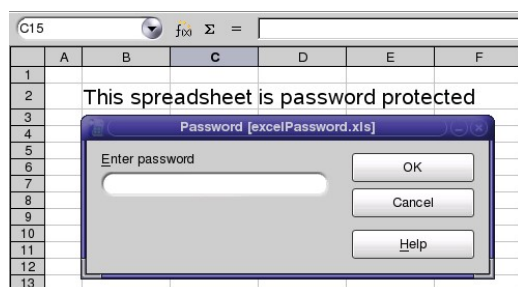 C15 f(x) Σ =
A B C D E F
1
2 This spreadsheet is password protected
3
4 Password [excelPassword.xls]
5
6 Enter password OK
7
8 Cancel
9
10
11 Help
12
13